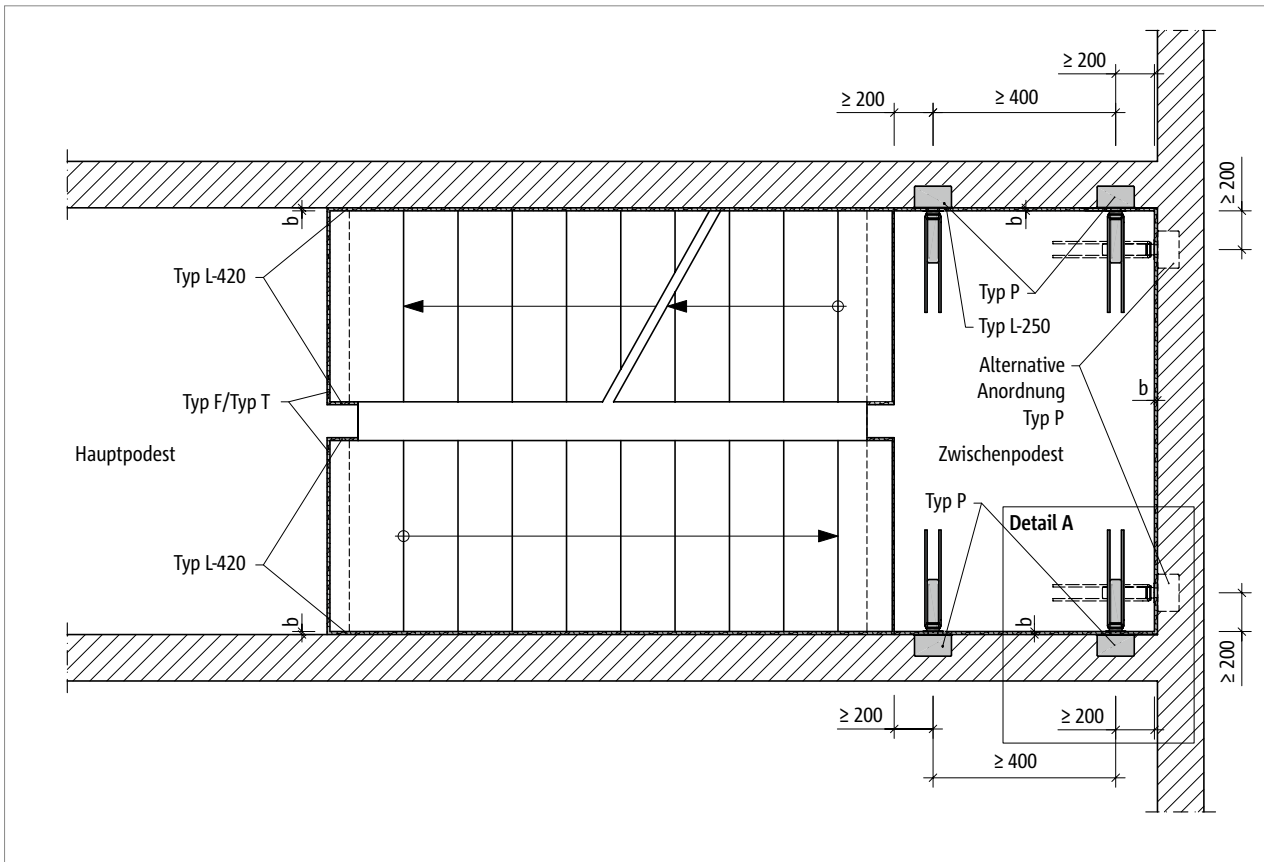 ≥ 200
≥ 200
≥ 400
≥ 200
b
b
Typ L-420
Typ P
Typ L-250
Alternative
Anordnung
Typ P
b
Typ F/Typ T
Hauptpodest
Zwischenpodest
Typ P
Detail A
Typ L-420
b
b
≥ 200
≥ 200
≥ 200
≥ 400